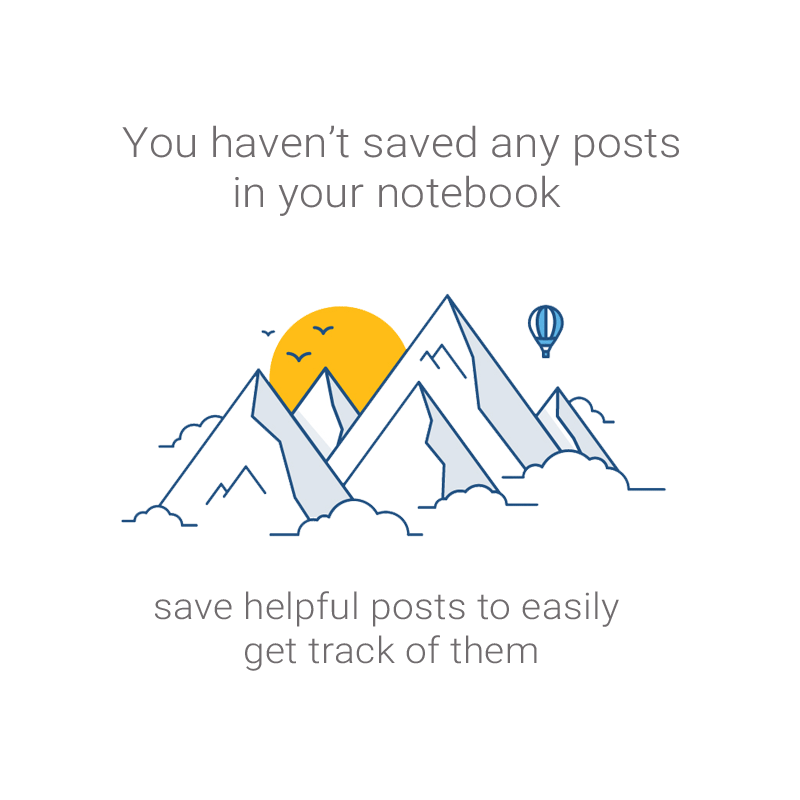 You haven’t saved any posts
in your notebook
save helpful posts to easily
get track of them